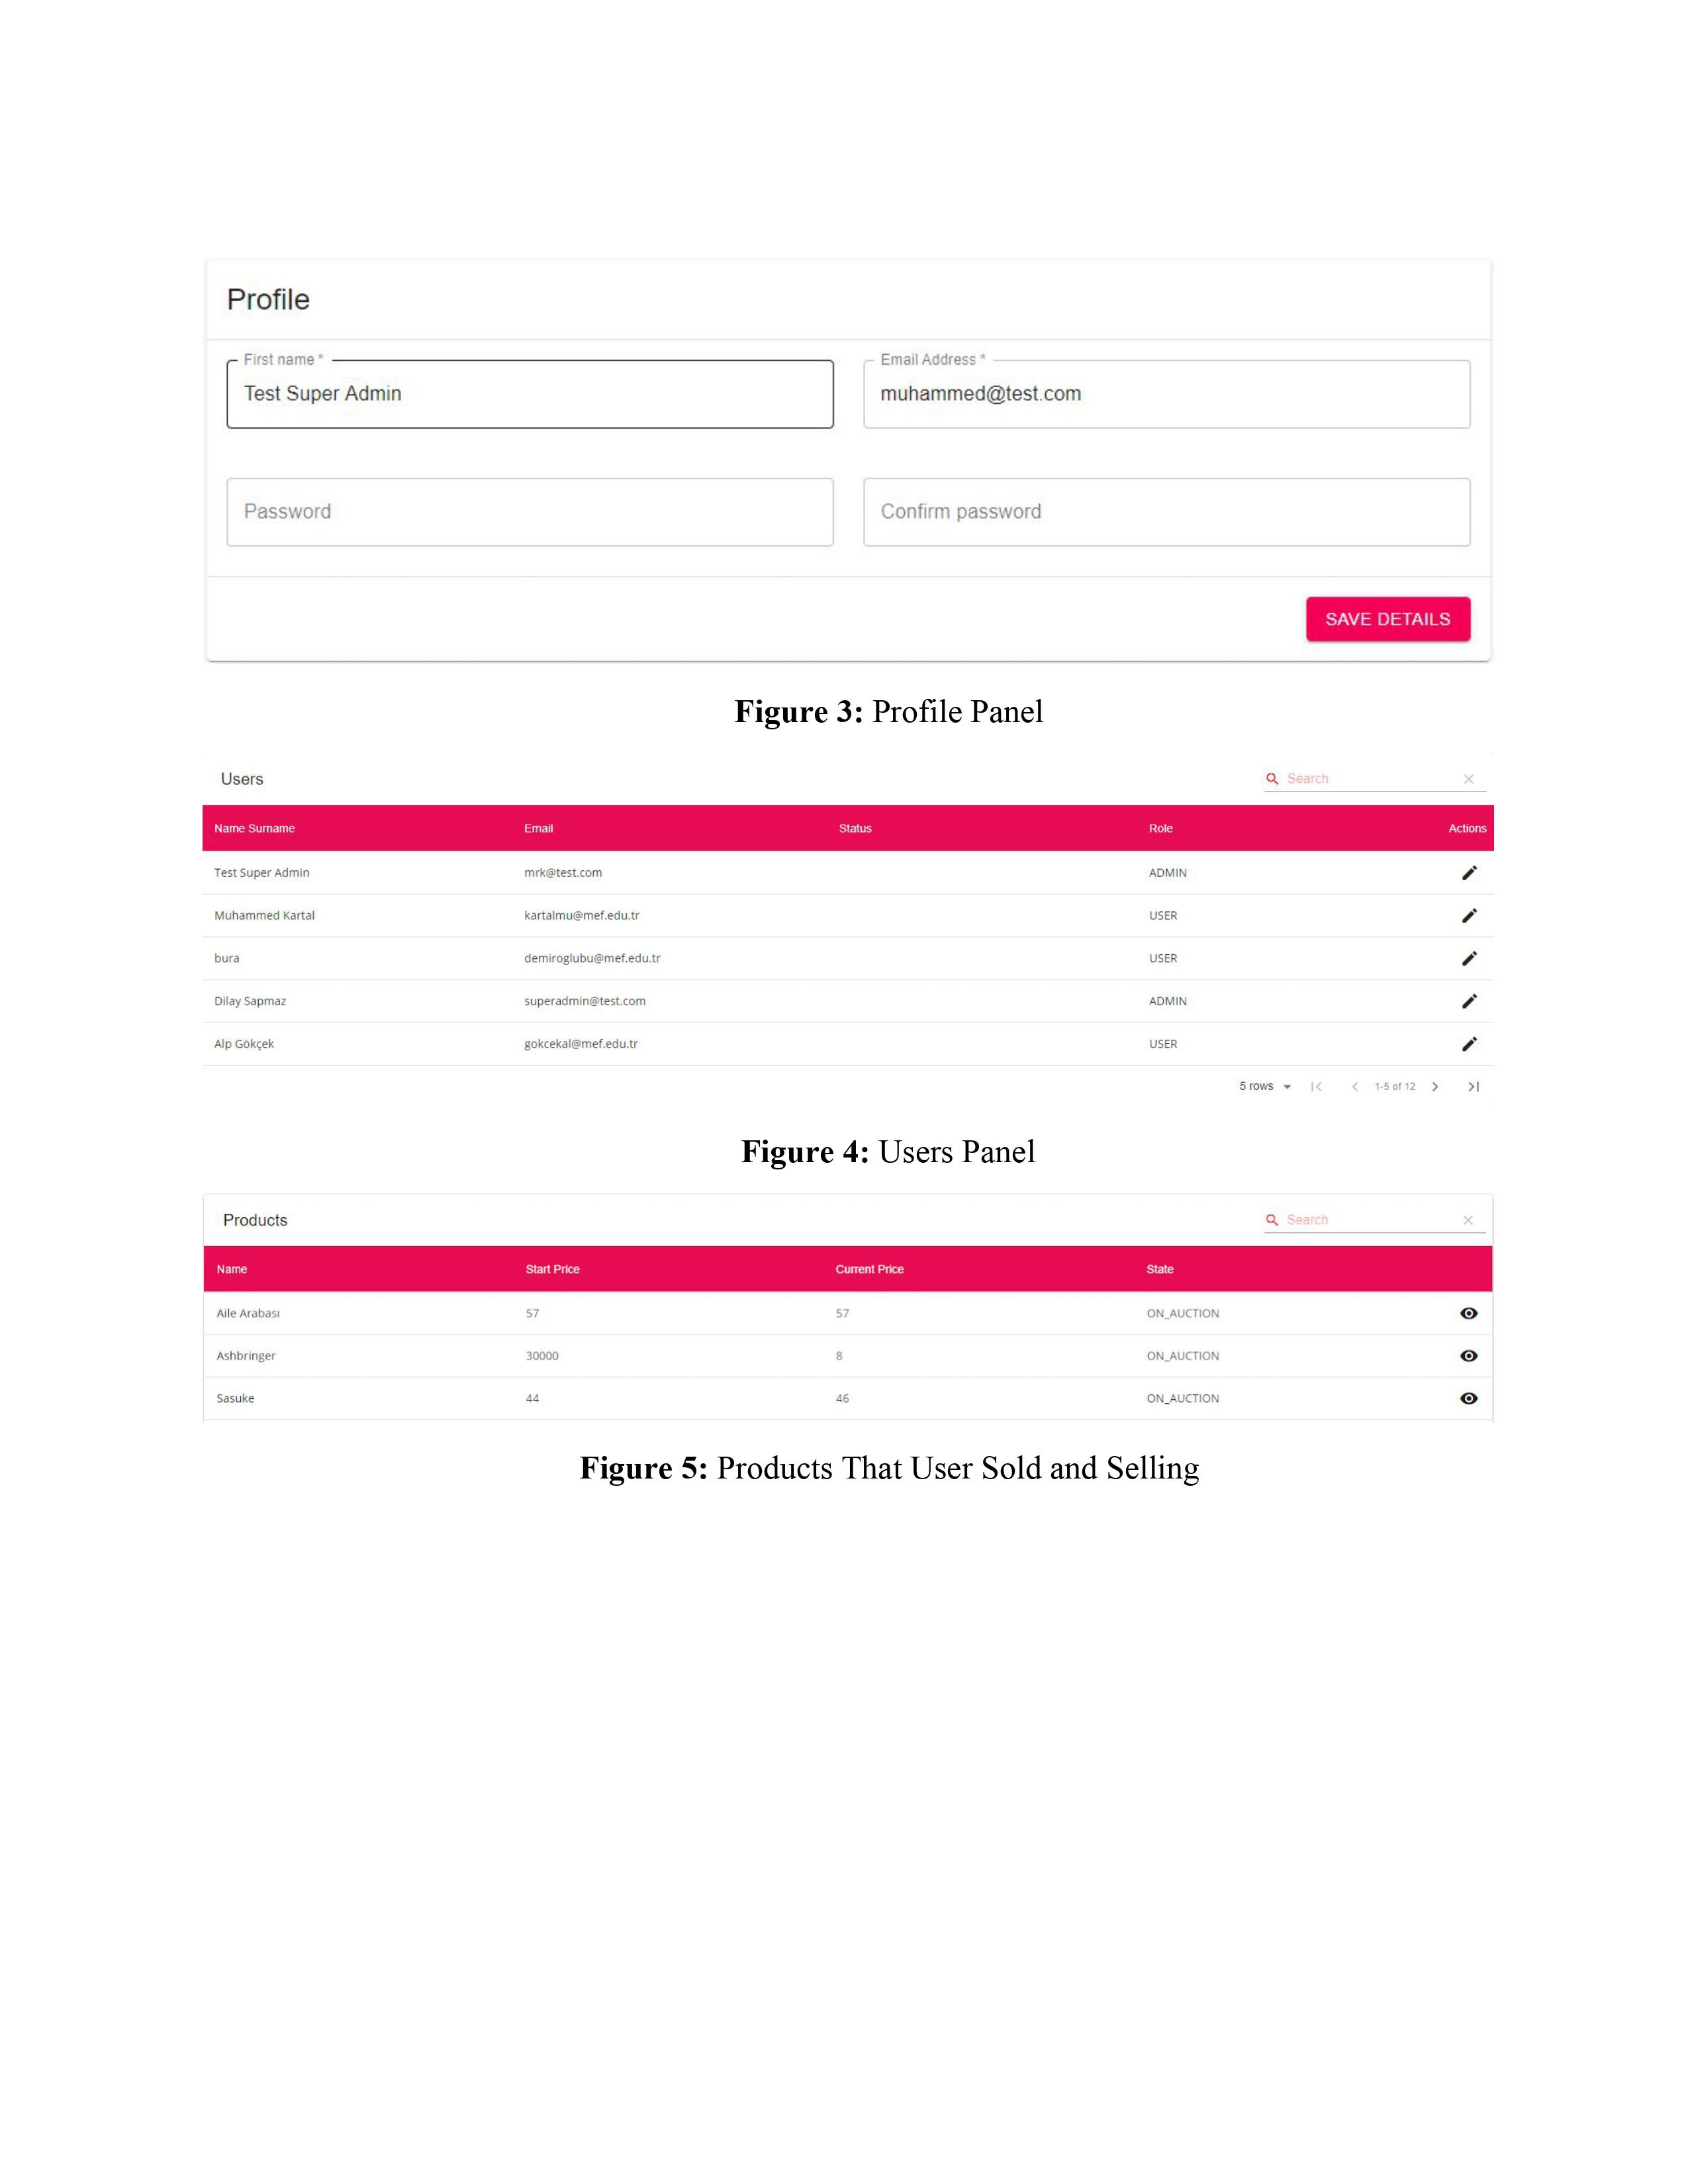 Profile
First name * Email Address *
Test Super Admin muhammed@test.com
Password Confirm password
SAVE DETAILS
Figure 3: Profile Panel
Users Search
Name Surname Email Status Role Actions
Test Super Admin mrk@test.com ADMIN
Muhammed Kartal kartalmu@mef.edu.tr USER
bura demiroglubu@mef.edu.tr USER
Dilay Sapmaz superadmin@test.com ADMIN
Alp Gökçek gokcekal@mef.edu.tr USER
5 rows 1-5 of 12
Figure 4: Users Panel
Products Search
Name Start Price Current Price State
Aile Arabası 57 57 ON_AUCTION
Ashbringer 30000 8 ON_AUCTION
Sasuke 44 46 ON_AUCTION
Figure 5: Products That User Sold and Selling